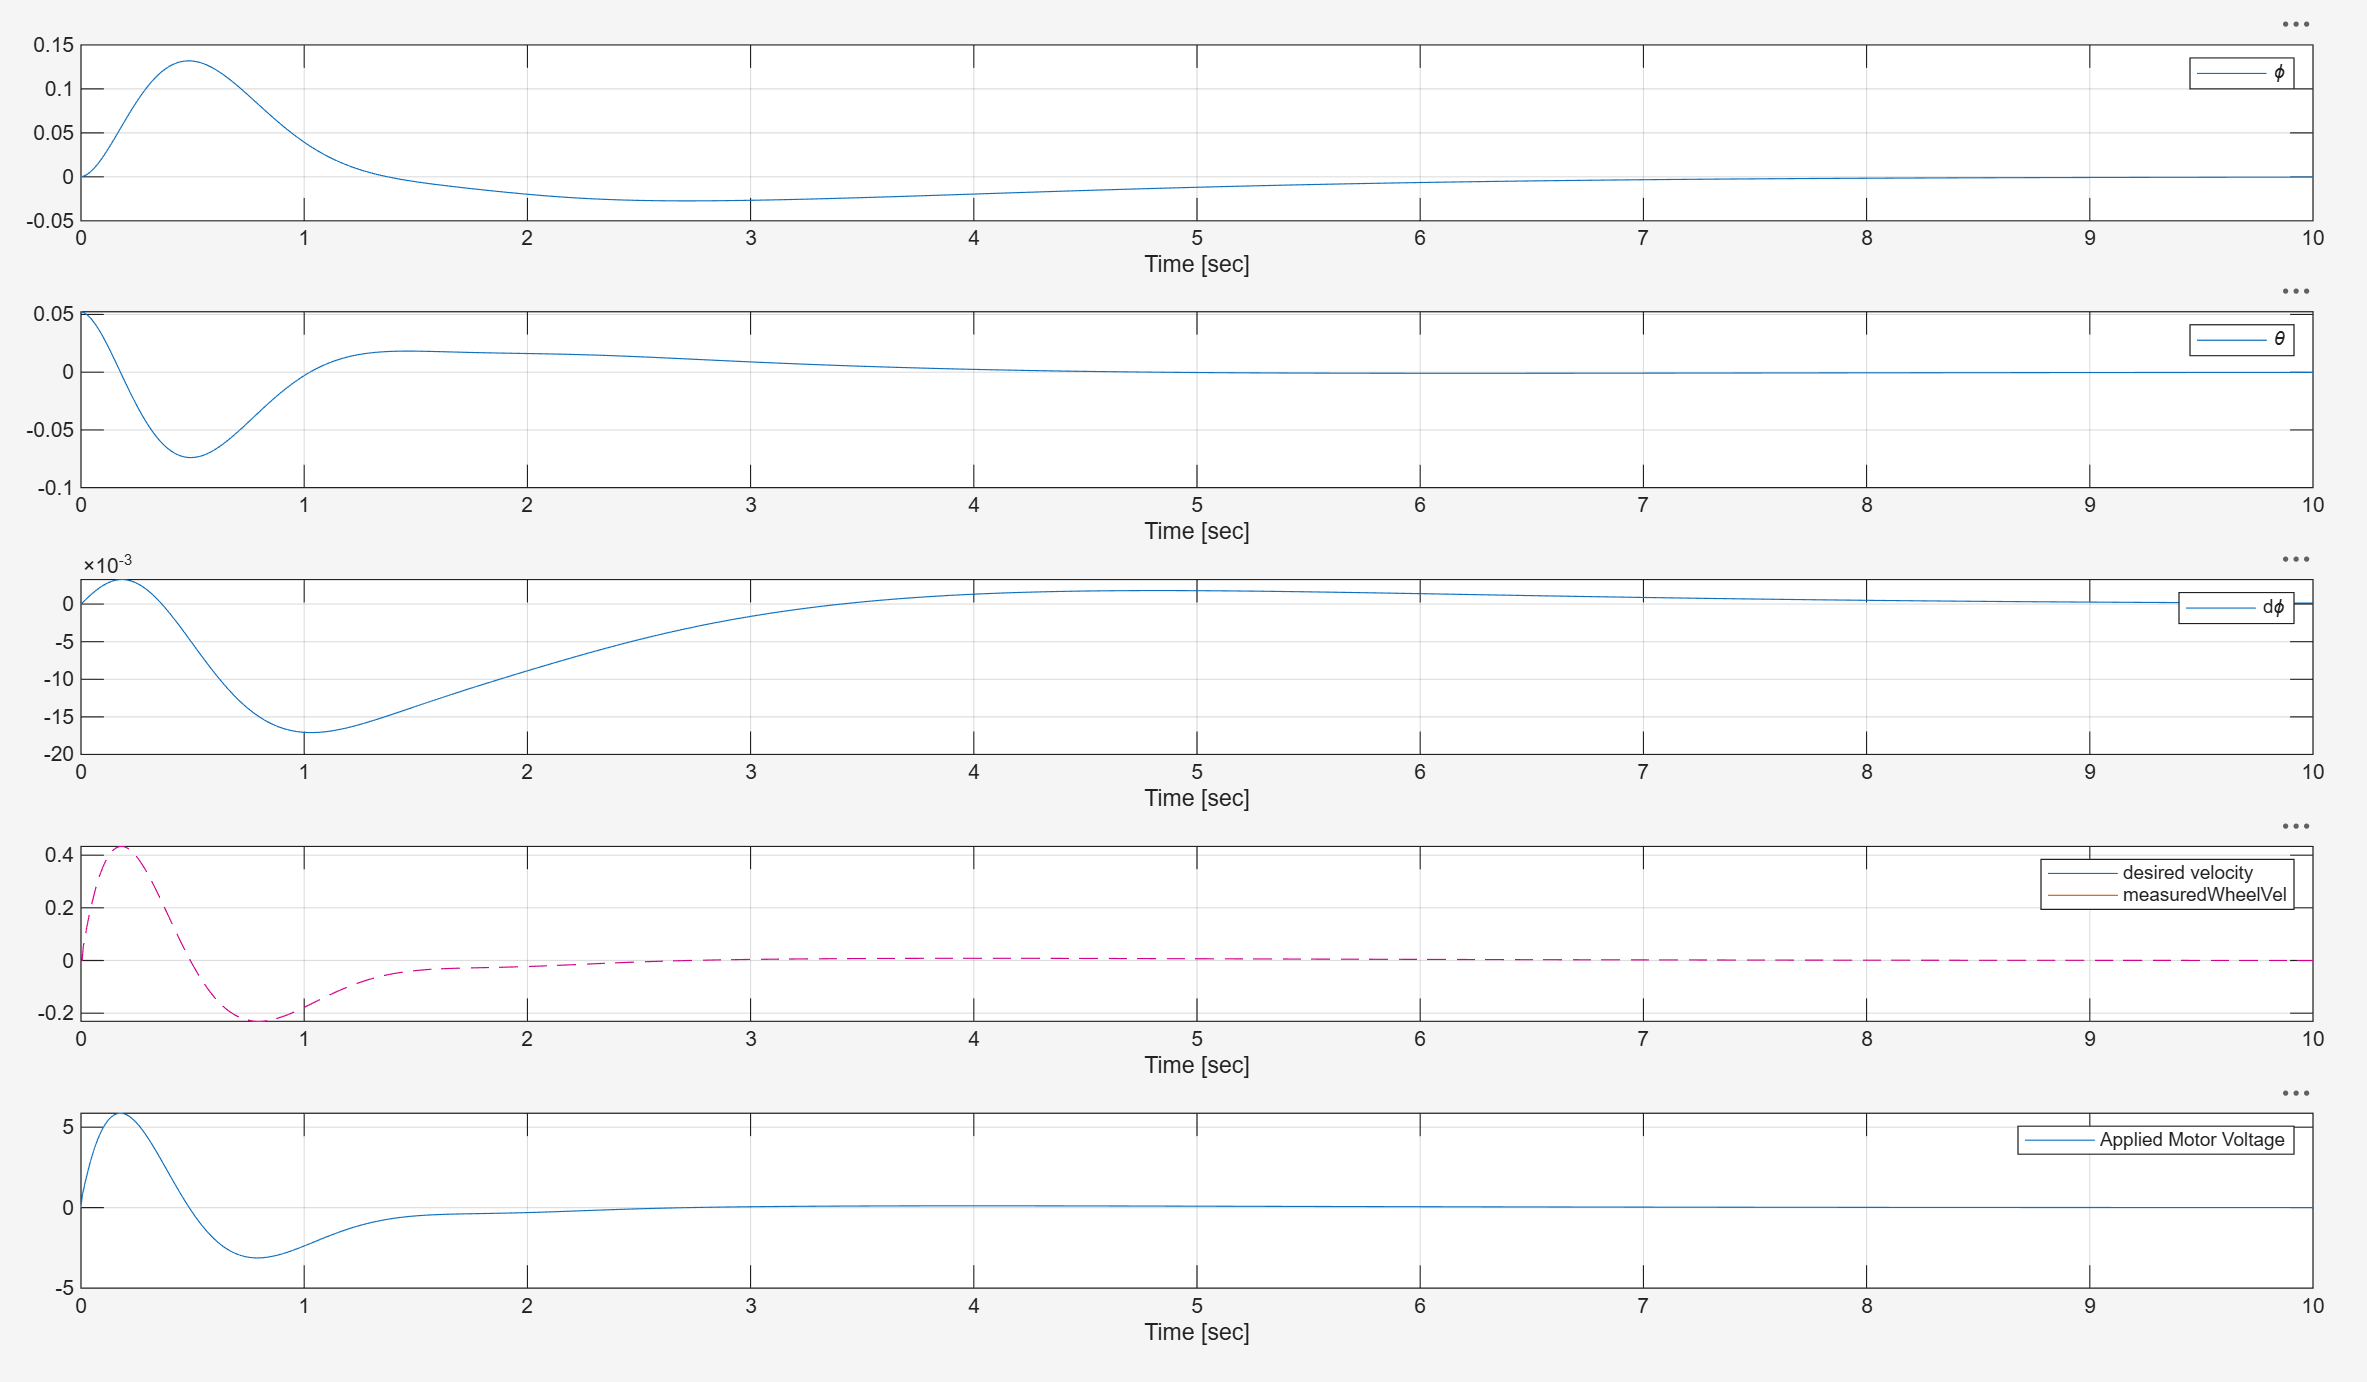 0.15
0.1
0.05
0
-0.05
ϕ
0 1 2 3 4 5 6 7 8 9 10
Time [sec]
0.05
0
-0.05
-0.1
θ
0 1 2 3 4 5 6 7 8 9 10
Time [sec]
×10⁻³
0
-5
-10
-15
-20
dϕ
0 1 2 3 4 5 6 7 8 9 10
Time [sec]
0.4
0.2
0
-0.2
desired velocity
measuredWheelVel
0 1 2 3 4 5 6 7 8 9 10
Time [sec]
5
0
-5
Applied Motor Voltage
0 1 2 3 4 5 6 7 8 9 10
Time [sec]